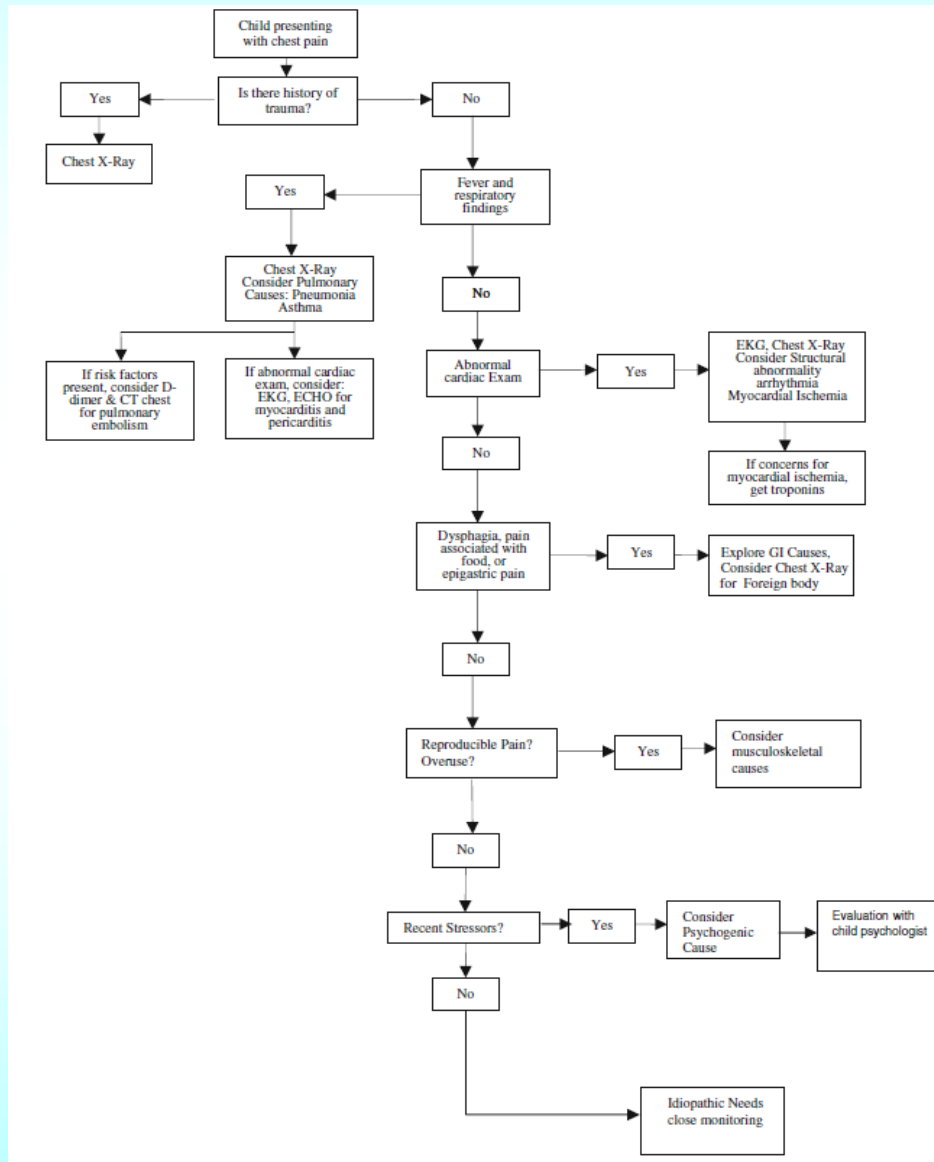 Child presenting
with chest pain
Is there history of
trauma?
Yes
No
Chest X-Ray
Fever and
respiratory
findings
Yes
Chest X-Ray
Consider Pulmonary
Causes: Pneumonia
Asthma
No
If risk factors
present, consider D-
dimer & CT chest
for pulmonary
embolism
If abnormal cardiac
exam, consider:
EKG, ECHO for
myocarditis and
pericarditis
Abnormal
cardiac Exam
Yes
EKG, Chest X-Ray
Consider Structural
abnormality
arrhythmia
Myocardial Ischemia
If concerns for
myocardial ischemia,
get troponins
No
Dysphagia, pain
associated with
food, or
epigastric pain
Yes
Explore GI Causes,
Consider Chest X-Ray
for Foreign body
No
Reproducible Pain?
Overuse?
Yes
Consider
musculoskeletal
causes
No
Recent Stressors?
Yes
Consider
Psychogenic
Cause
Evaluation with
child psychologist
No
Idiopathic Needs
close monitoring